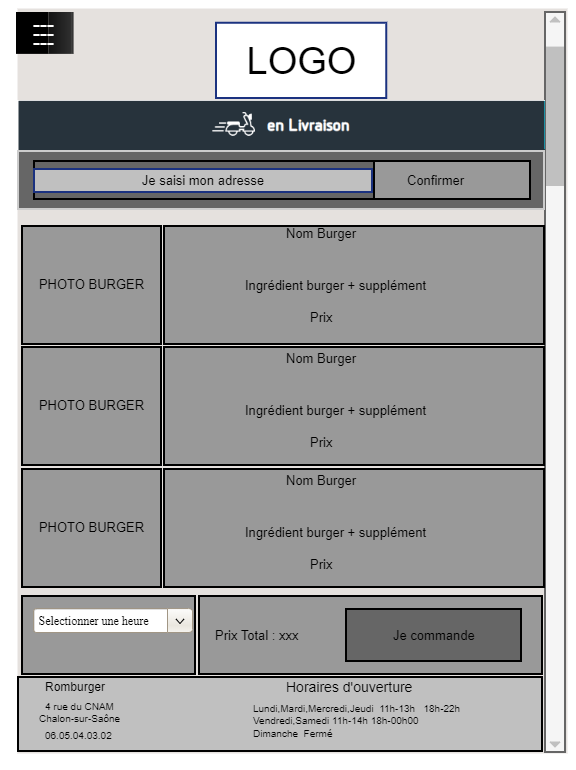 LOGO
en Livraison
Je saisi mon adresse
Confirmer
Nom Burger
PHOTO BURGER
Ingrédient burger + supplément
Prix
Nom Burger
PHOTO BURGER
Ingrédient burger + supplément
Prix
Nom Burger
PHOTO BURGER
Ingrédient burger + supplément
Prix
Selectionner une heure
Prix Total : xxx
Je commande
Romburger
4 rue du CNAM
Chalon-sur-Saône
06.05.04.03.02
Horaires d'ouverture
Lundi,Mardi,Mercredi,Jeudi 11h-13h 18h-22h
Vendredi,Samedi 11h-14h 18h-00h00
Dimanche Fermé